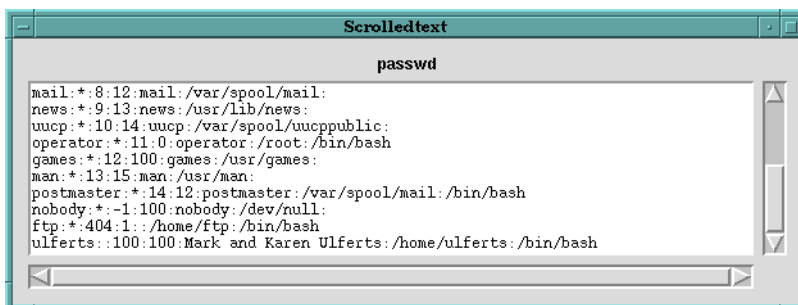 Scrolledtext
passwd
mail:*:8:12:mail:/var/spool/mail:
news:*:9:13:news:/usr/lib/news:
uucp:*:10:14:uucp:/var/spool/uucppublic:
operator:*:11:0:operator:/root:/bin/bash
games:*:12:100:games:/usr/games:
man:*:13:15:man:/usr/man:
postmaster:*:14:12:postmaster:/var/spool/mail:/bin/bash
nobody:*:-1:100:nobody:/dev/null:
ftp:*:404:1::/home/ftp:/bin/bash
ulferts::100:100:Mark and Karen Ulferts:/home/ulferts:/bin/bash